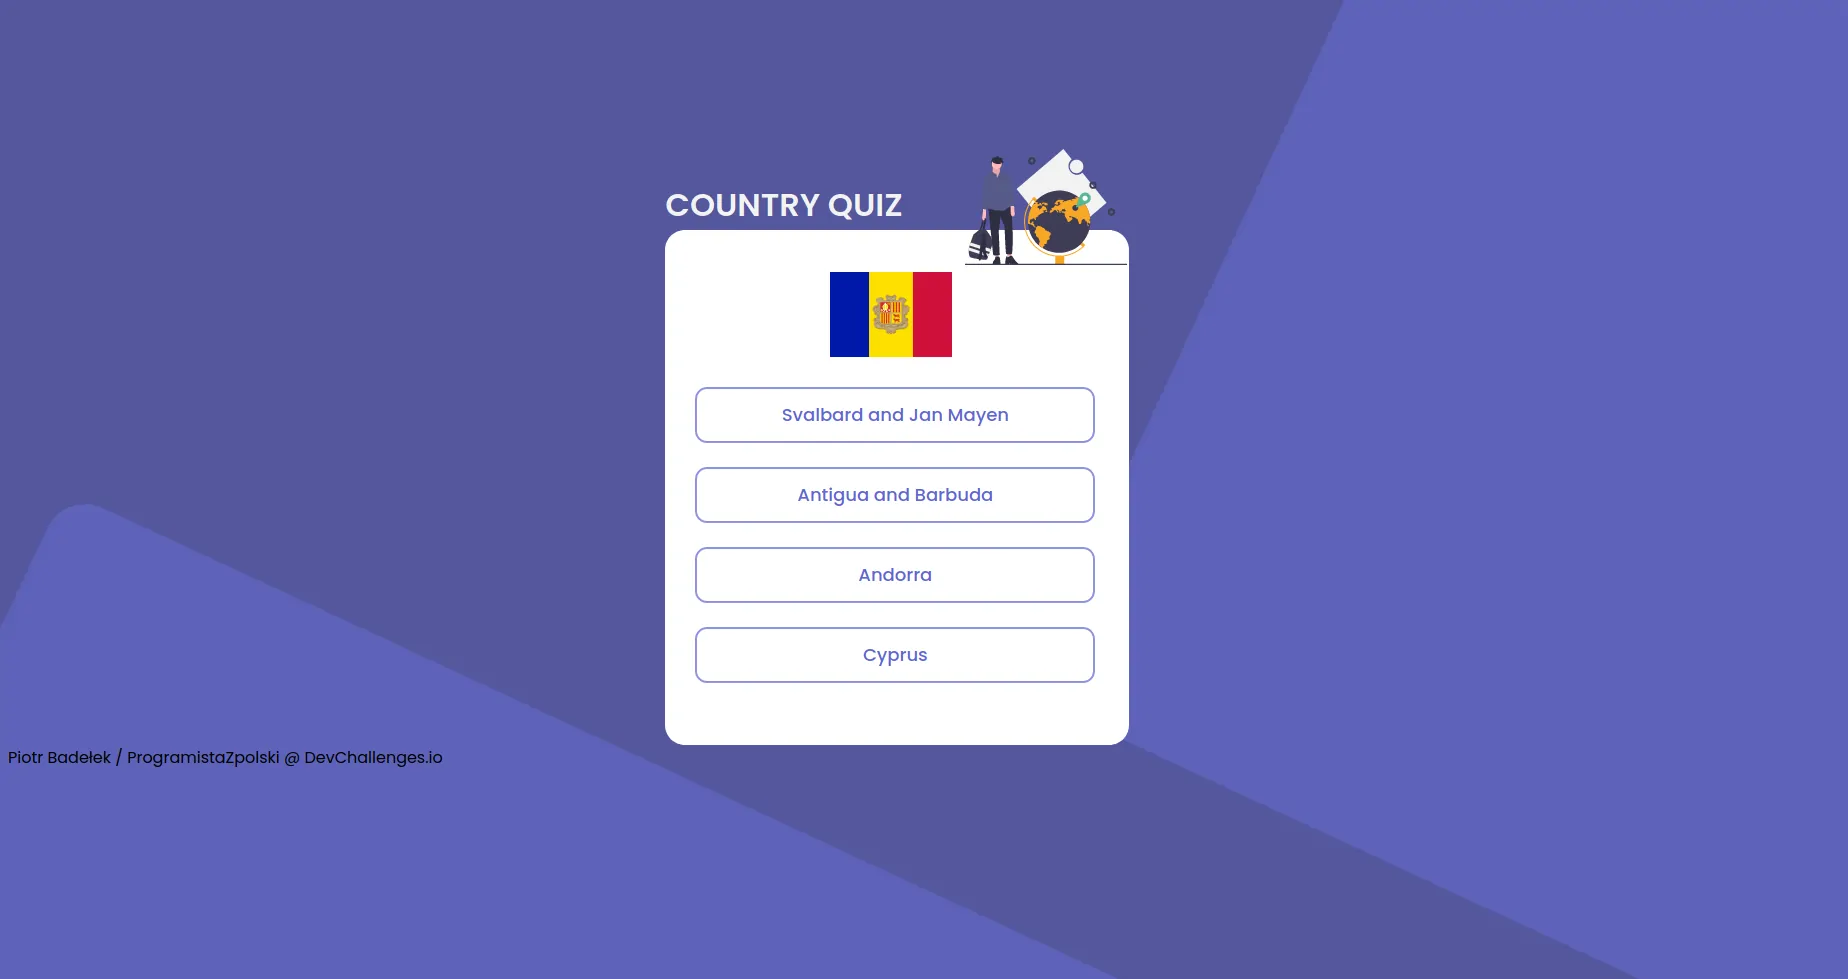 COUNTRY QUIZ
Svalbard and Jan Mayen
Antigua and Barbuda
Andorra
Cyprus
Piotr Badełek / ProgramistaZpolski @ DevChallenges.io